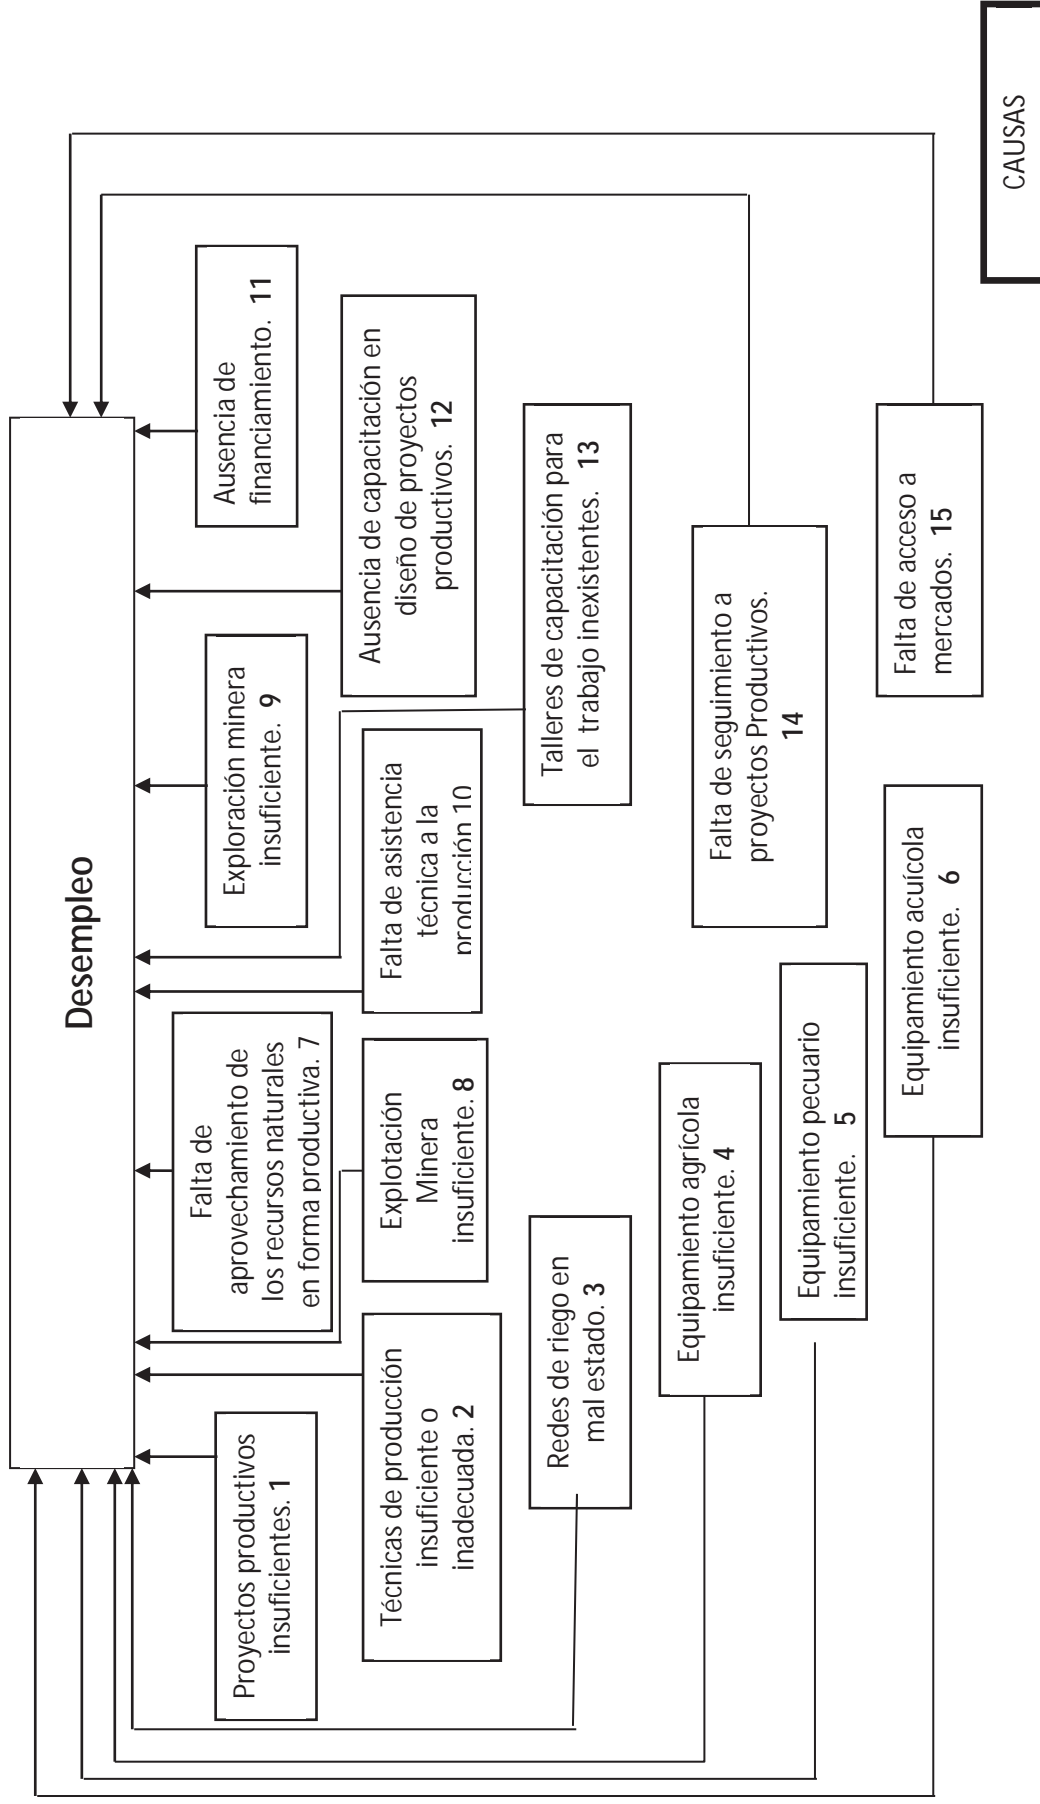 Desempleo
Proyectos productivos
insuficientes. 1
Técnicas de producción
insuficiente o
inadecuada. 2
Redes de riego en
mal estado. 3
Equipamiento agrícola
insuficiente. 4
Equipamiento pecuario
insuficiente. 5
Equipamiento acuícola
insuficiente. 6
Falta de
aprovechamiento de
los recursos naturales
en forma productiva. 7
Explotación
Minera
insuficiente. 8
Exploración minera
insuficiente. 9
Falta de asistencia
técnica a la
producción 10
Ausencia de
financiamiento. 11
Ausencia de capacitación en
diseño de proyectos
productivos. 12
Talleres de capacitación para
el trabajo inexistentes. 13
Falta de seguimiento a
proyectos Productivos.
14
Falta de acceso a
mercados. 15
CAUSAS